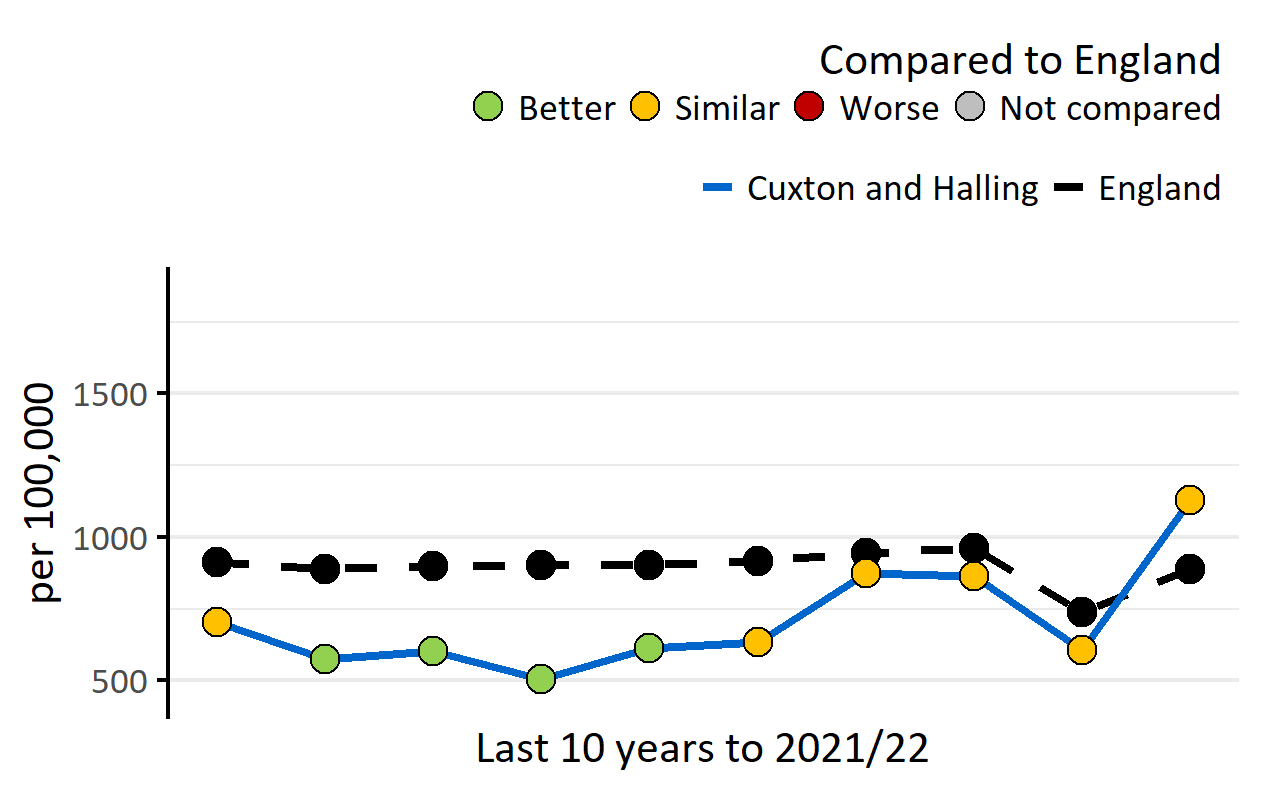 Compared to England
Better Similar Worse Not compared
Cuxton and Halling England
per 100,000
1500
1000
500
Last 10 years to 2021/22